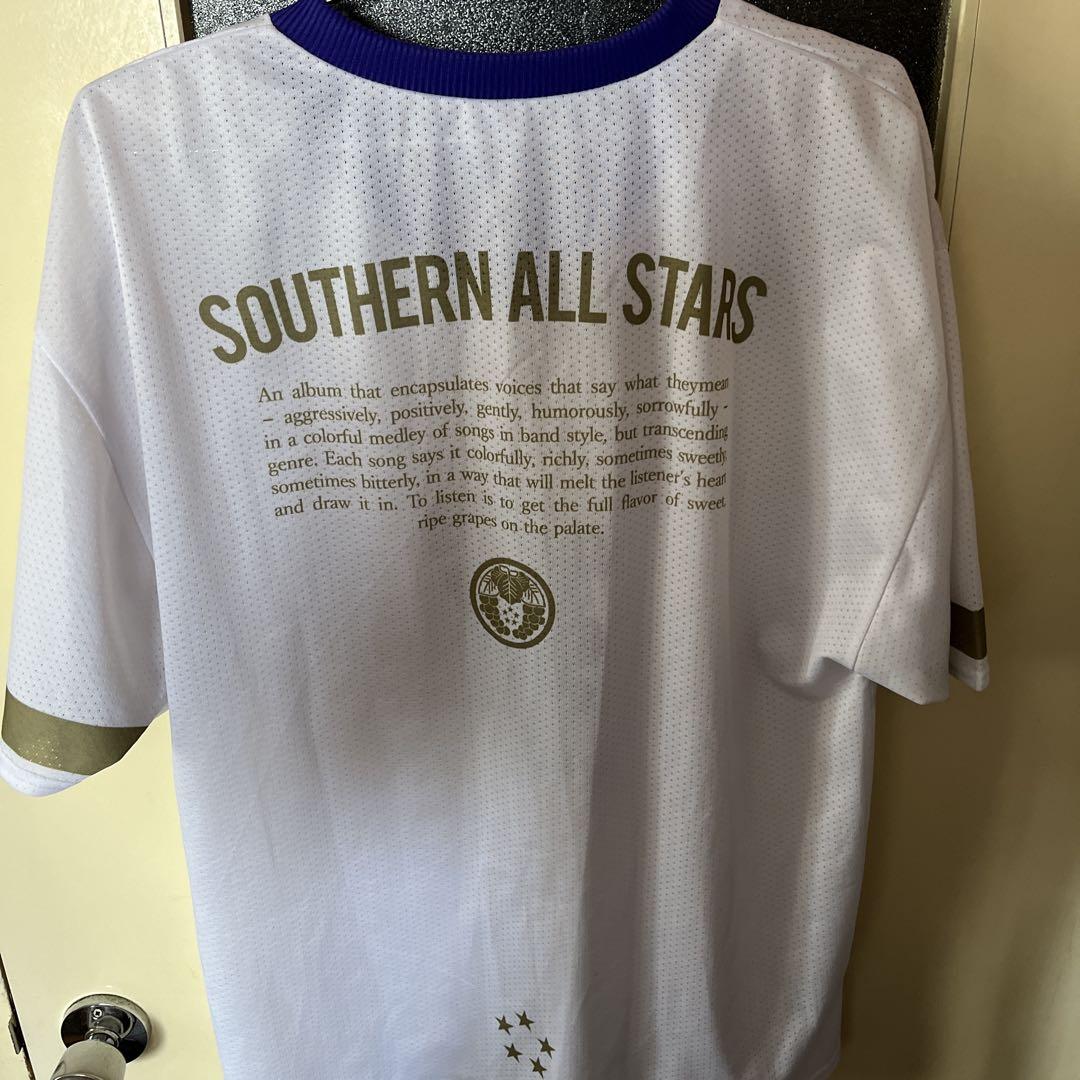 SOUTHERN ALL STARS
An album that encapsulates voices that say what theymean
– aggressively, positively, gently, humorously, sorrowfully -
in a colorful medley of songs in band style, but transcending
genre. Each song says it colorfully, richly, sometimes sweetly,
sometimes bitterly, in a way that will melt the listener's heart
and draw it in. To listen is to get the full flavor of sweet,
ripe grapes on the palate.